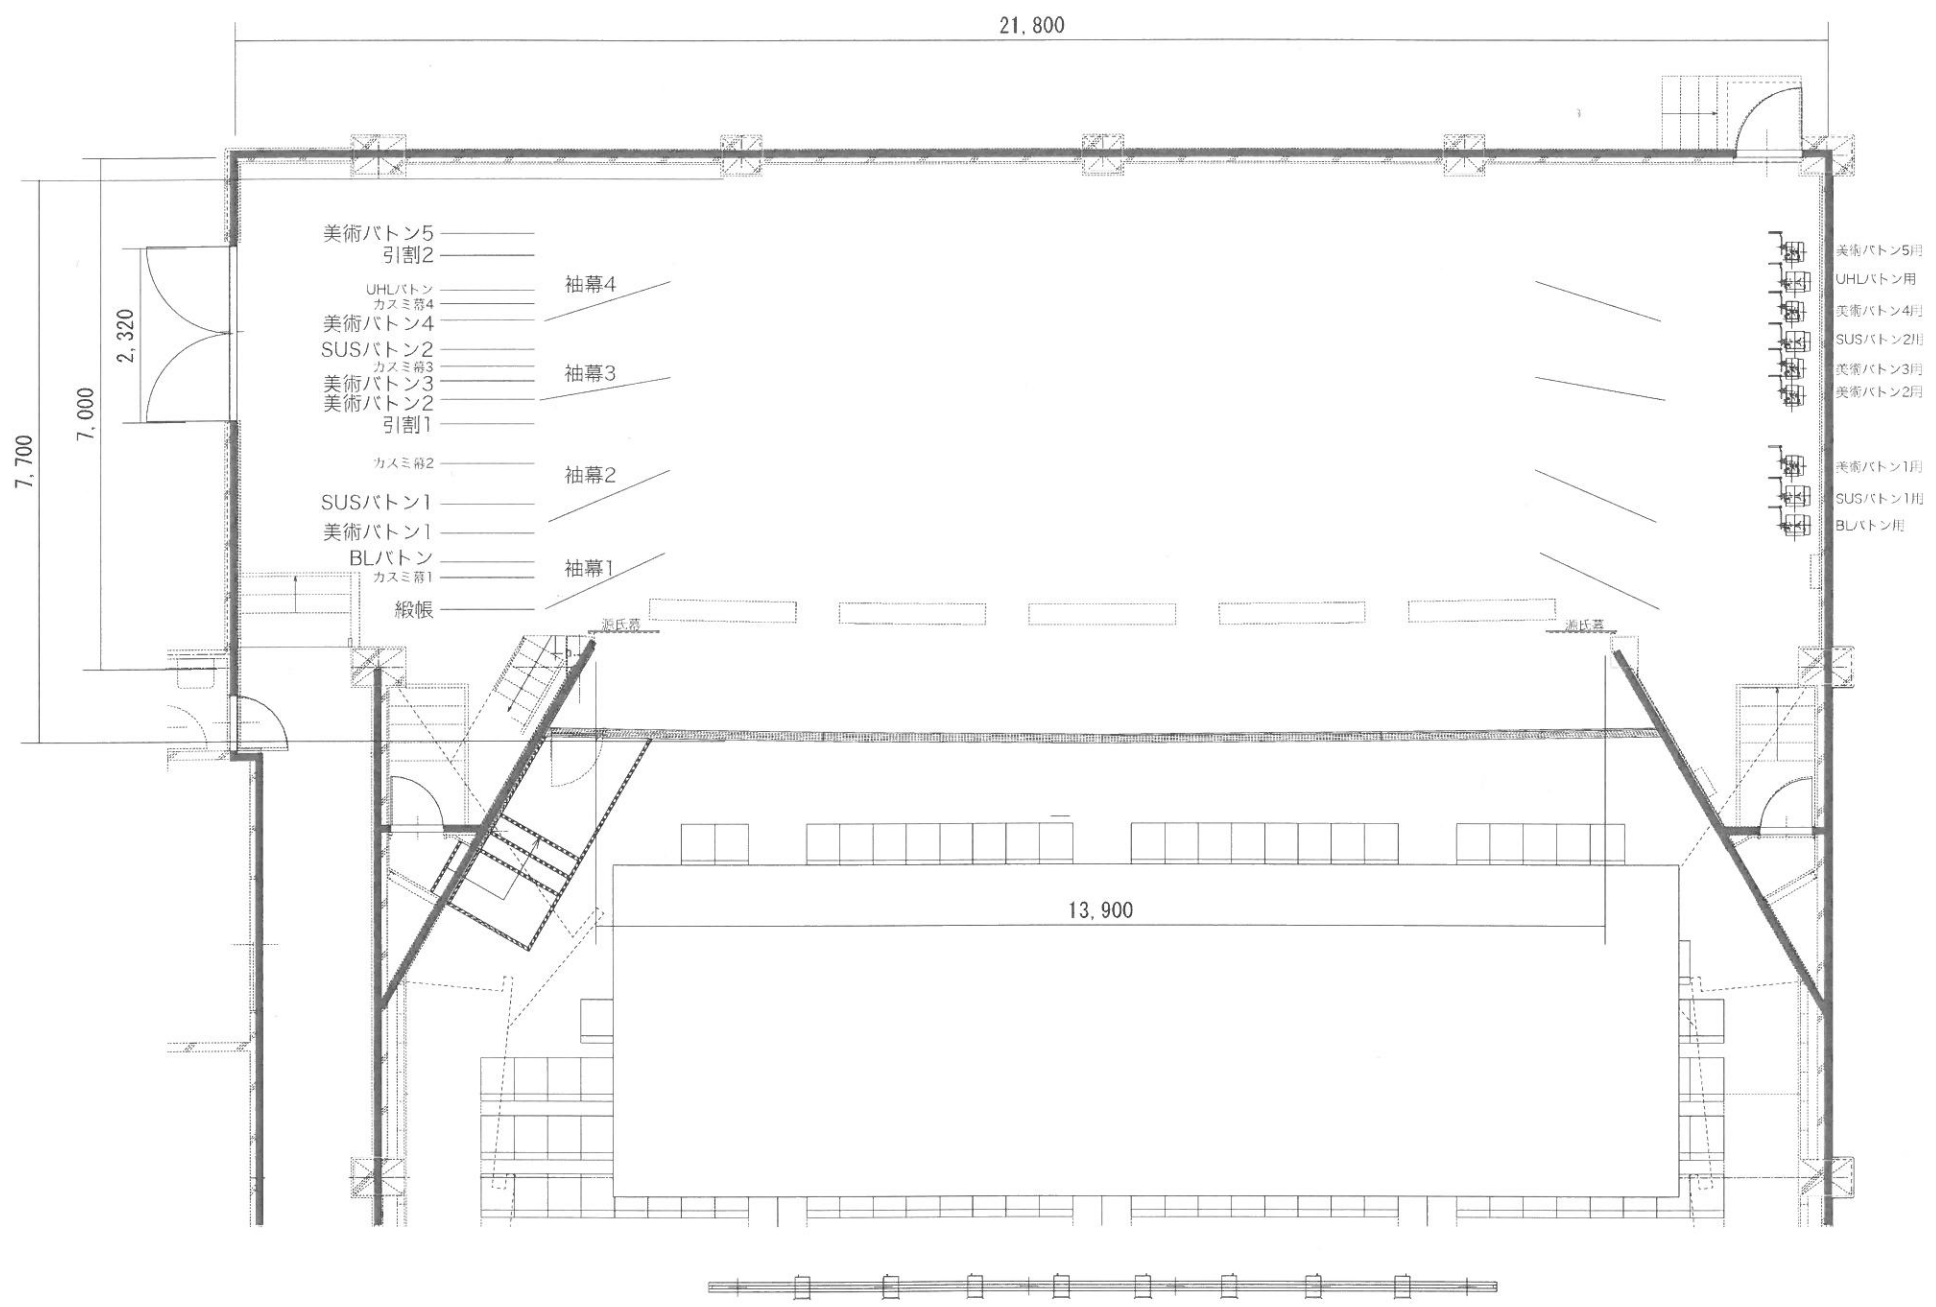 21,800
美術バトン5
引割2
UHLバトン
カスミ幕4
美術バトン4
SUSバトン2
カスミ幕3
美術バトン3
美術バトン2
引割1
カスミ幕2
SUSバトン1
美術バトン1
BLバトン
カスミ幕1
緞帳
袖幕4
袖幕3
袖幕2
袖幕1
源氏幕
源氏幕
美術バトン5用
UHLバトン用
美術バトン4用
SUSバトン2用
美術バトン3用
美術バトン2用
美術バトン1用
SUSバトン1用
BLバトン用
2,320
7,000
7,700
13,900